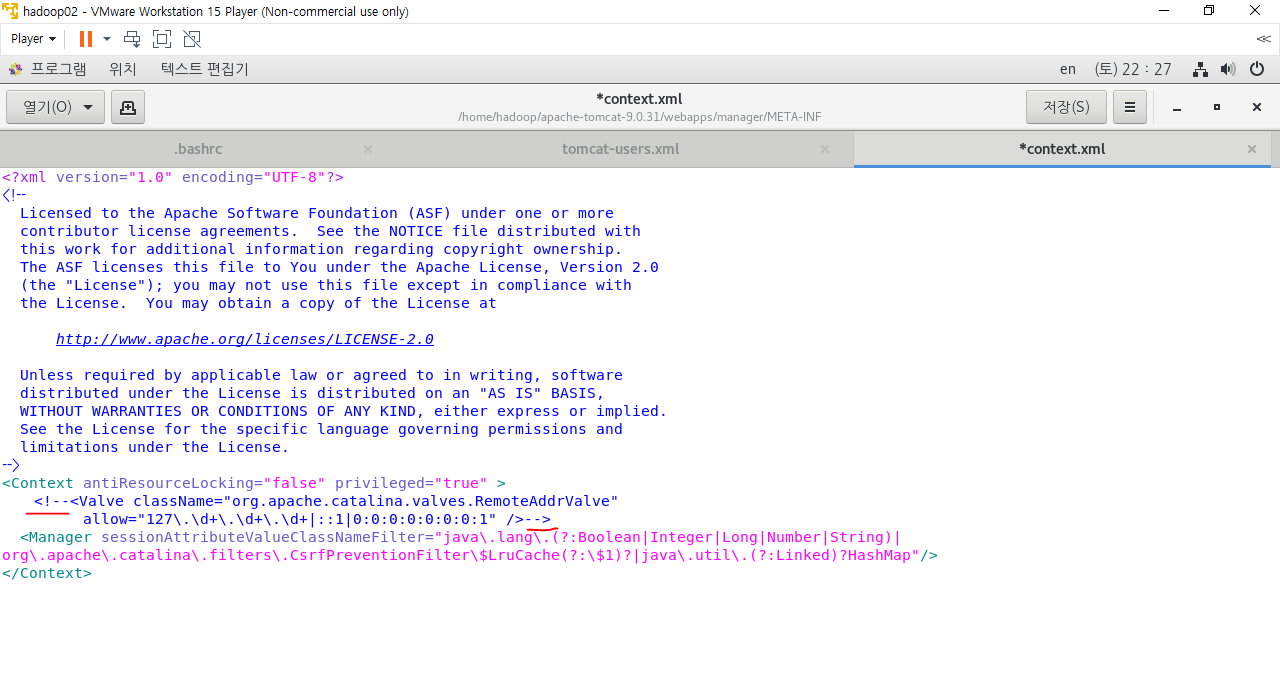 hadoop02 - VMware Workstation 15 Player (Non-commercial use only)
Player
프로그램 위치 텍스트 편집기 en (토) 22 : 27
열기(O) *context.xml 저장(S)
/home/hadoop/apache-tomcat-9.0.31/webapps/manager/META-INF
.bashrc tomcat-users.xml *context.xml
<?xml version="1.0" encoding="UTF-8"?>
<!--
  Licensed to the Apache Software Foundation (ASF) under one or more
  contributor license agreements.  See the NOTICE file distributed with
  this work for additional information regarding copyright ownership.
  The ASF licenses this file to You under the Apache License, Version 2.0
  (the "License"); you may not use this file except in compliance with
  the License.  You may obtain a copy of the License at
      http://www.apache.org/licenses/LICENSE-2.0
  Unless required by applicable law or agreed to in writing, software
  distributed under the License is distributed on an "AS IS" BASIS,
  WITHOUT WARRANTIES OR CONDITIONS OF ANY KIND, either express or implied.
  See the License for the specific language governing permissions and
  limitations under the License.
-->
<Context antiResourceLocking="false" privileged="true" >
    <!--<Valve className="org.apache.catalina.valves.RemoteAddrValve"
         allow="127\.\d+\.\d+\.\d+|::1|0:0:0:0:0:0:0:1" />-->
  <Manager sessionAttributeValueClassNameFilter="java\.lang\.(?:Boolean|Integer|Long|Number|String)|
org\.apache\.catalina\.filters\.CsrfPreventionFilter\$LruCache(?:\$1)?|java\.util\.(?:Linked)?HashMap"/>
</Context>